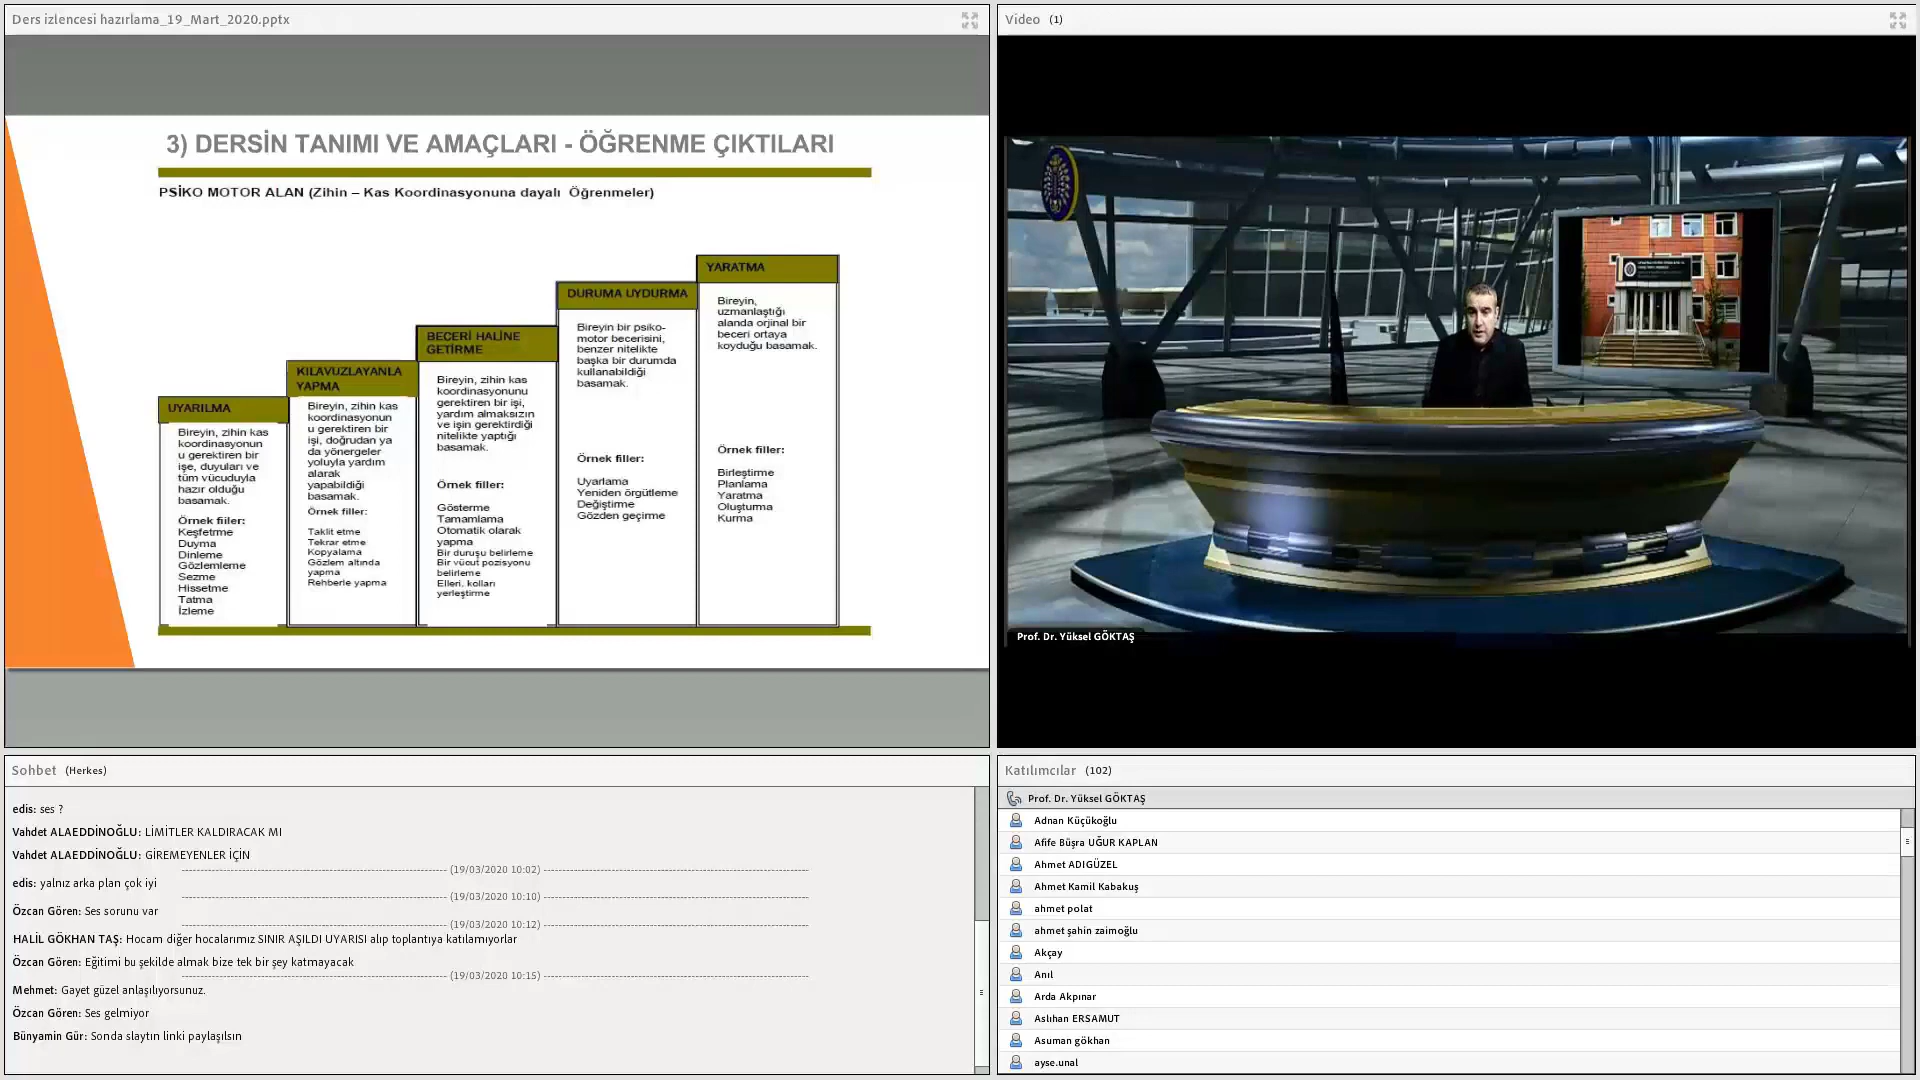 Ders izlencesi hazırlama_19_Mart_2020.pptx
3) DERSİN TANIMI VE AMAÇLARI - ÖĞRENME ÇIKTILARI
PSİKO MOTOR ALAN (Zihin – Kas Koordinasyonuna dayalı Öğrenmeler)
UYARILMA
Bireyin, zihin kas
koordinasyonun
u gerektiren bir
işe, duyuları ve
tüm vücuduyla
hazır olduğu
basamak.
Örnek fiiler:
Keşfetme
Duyma
Dinleme
Gözlemleme
Sezme
Hissetme
Tatma
İzleme
KILAVUZLAYANLA
YAPMA
Bireyin, zihin kas
koordinasyonun
u gerektiren bir
işi, doğrudan ya
da yönergeler
yoluyla yardım
alarak
yapabildiği
basamak.
Örnek filler:
Taklit etme
Tekrar etme
Kopyalama
Gözlem altında
yapma
Rehberle yapma
BECERİ HALİNE
GETİRME
Bireyin, zihin kas
koordinasyonunu
gerektiren bir işi,
yardım almaksızın
ve işin gerektirdiği
nitelikte yaptığı
basamak.
Örnek filler:
Gösterme
Tamamlama
Otomatik olarak
yapma
Bir duruşu belirleme
Bir vücut pozisyonu
belirleme
Elleri, kolları
yerleştirme
DURUMA UYDURMA
Bireyin bir psiko-
motor becerisini,
benzer nitelikte
başka bir durumda
kullanabildiği
basamak.
Örnek filler:
Uyarlama
Yeniden örgütleme
Değiştirme
Gözden geçirme
YARATMA
Bireyin,
uzmanlaştığı
alanda orjinal bir
beceri ortaya
koyduğu basamak.
Örnek filler:
Birleştirme
Planlama
Yaratma
Oluşturma
Kurma
Video (1)
Prof. Dr. Yüksel GÖKTAŞ
Sohbet (Herkes)
edis: ses ?
Vahdet ALAEDDİNOĞLU: LİMİTLER KALDIRACAK MI
Vahdet ALAEDDİNOĞLU: GİREMEYENLER İÇİN
(19/03/2020 10:02)
edis: yalnız arka plan çok iyi
(19/03/2020 10:10)
Özcan Gören: Ses sorunu var
(19/03/2020 10:12)
HALİL GÖKHAN TAŞ: Hocam diğer hocalarımız SINIR AŞILDI UYARISI alıp toplantıya katılamıyorlar
Özcan Gören: Eğitimi bu şekilde almak bize tek bir şey katmayacak
(19/03/2020 10:15)
Mehmet: Gayet güzel anlaşılıyorsunuz.
Özcan Gören: Ses gelmiyor
Bünyamin Gür: Sonda slaytın linki paylaşılsın
Katılımcılar (102)
Prof. Dr. Yüksel GÖKTAŞ
Adnan Küçükoğlu
Afife Büşra UĞUR KAPLAN
Ahmet ADIGÜZEL
Ahmet Kamil Kabakuş
ahmet polat
ahmet şahin zaimoğlu
Akçay
Anıl
Arda Akpınar
Aslıhan ERSAMUT
Asuman gökhan
ayse.unal